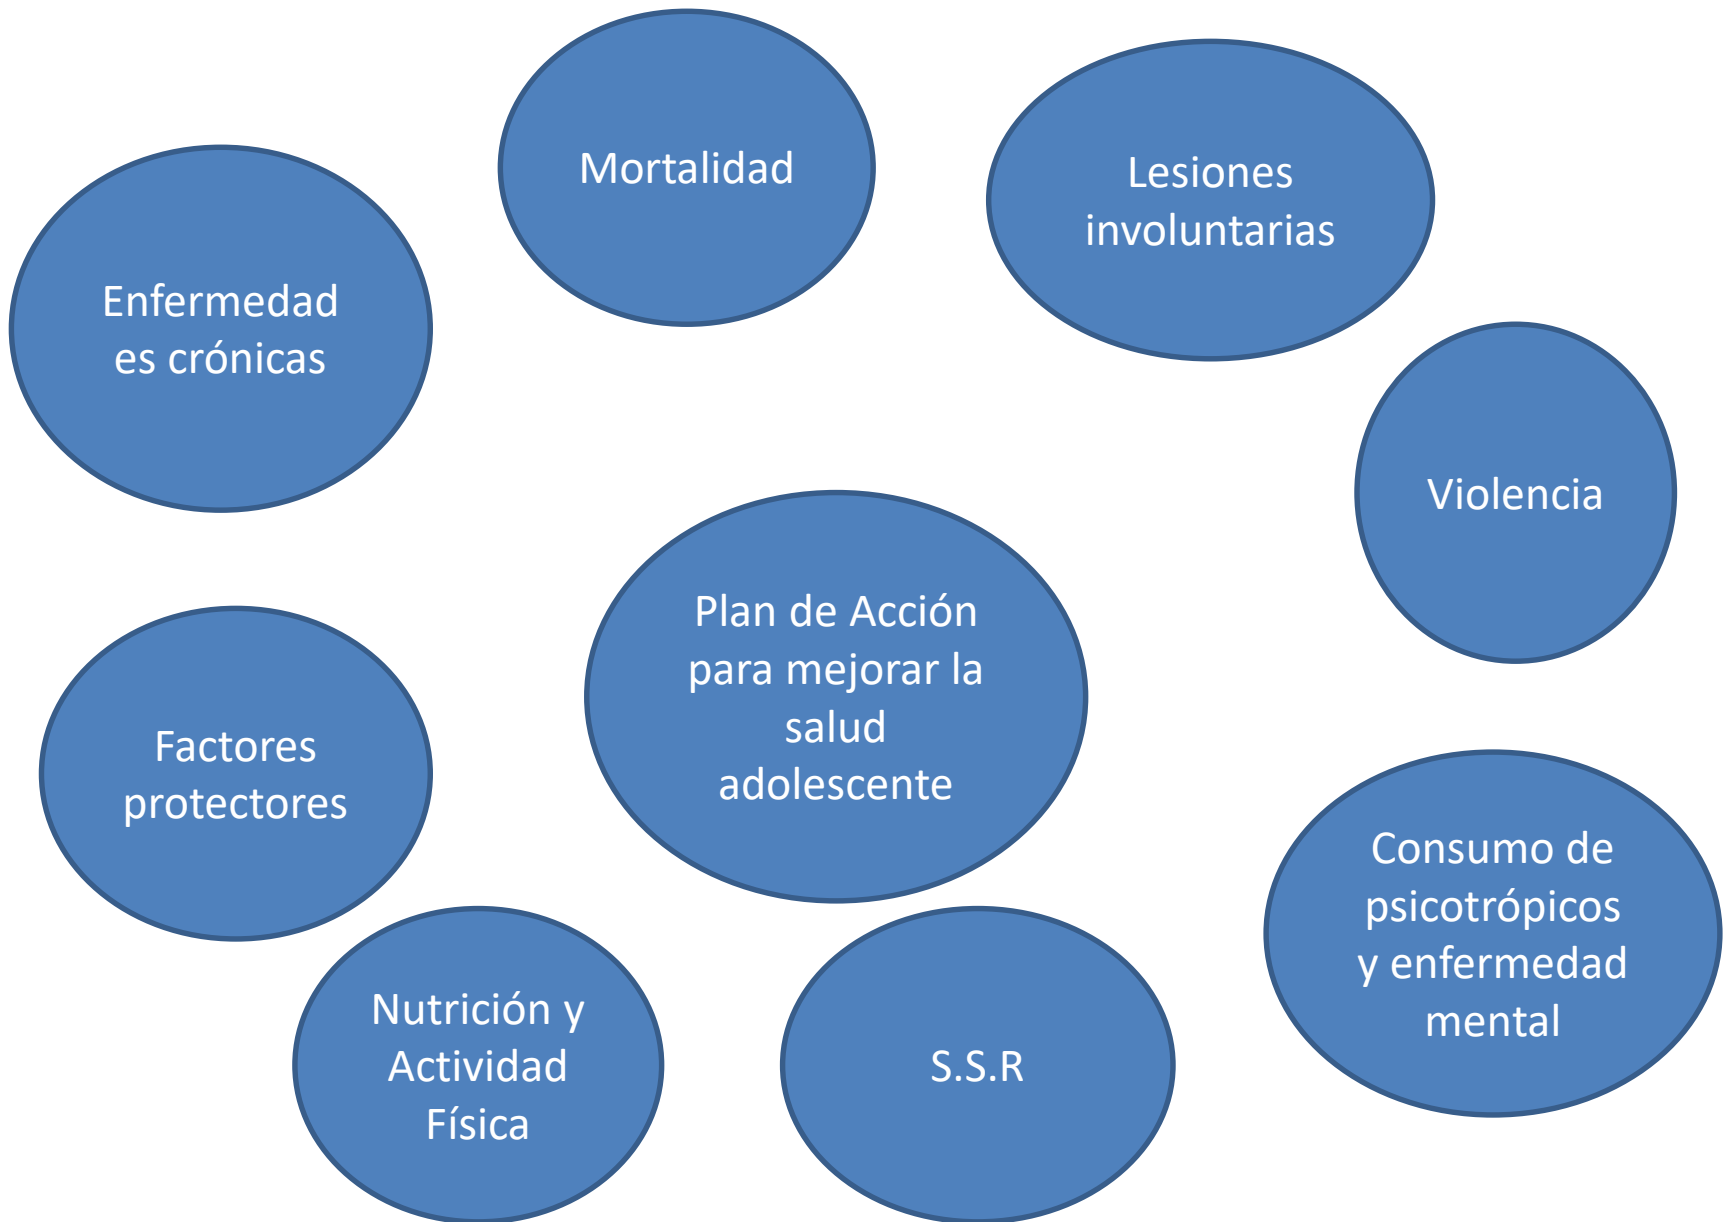 Mortalidad
Lesiones
involuntarias
Enfermedad
es crónicas
Violencia
Plan de Acción
para mejorar la
salud
adolescente
Factores
protectores
Consumo de
psicotrópicos
y enfermedad
mental
Nutrición y
Actividad
Física
S.S.R